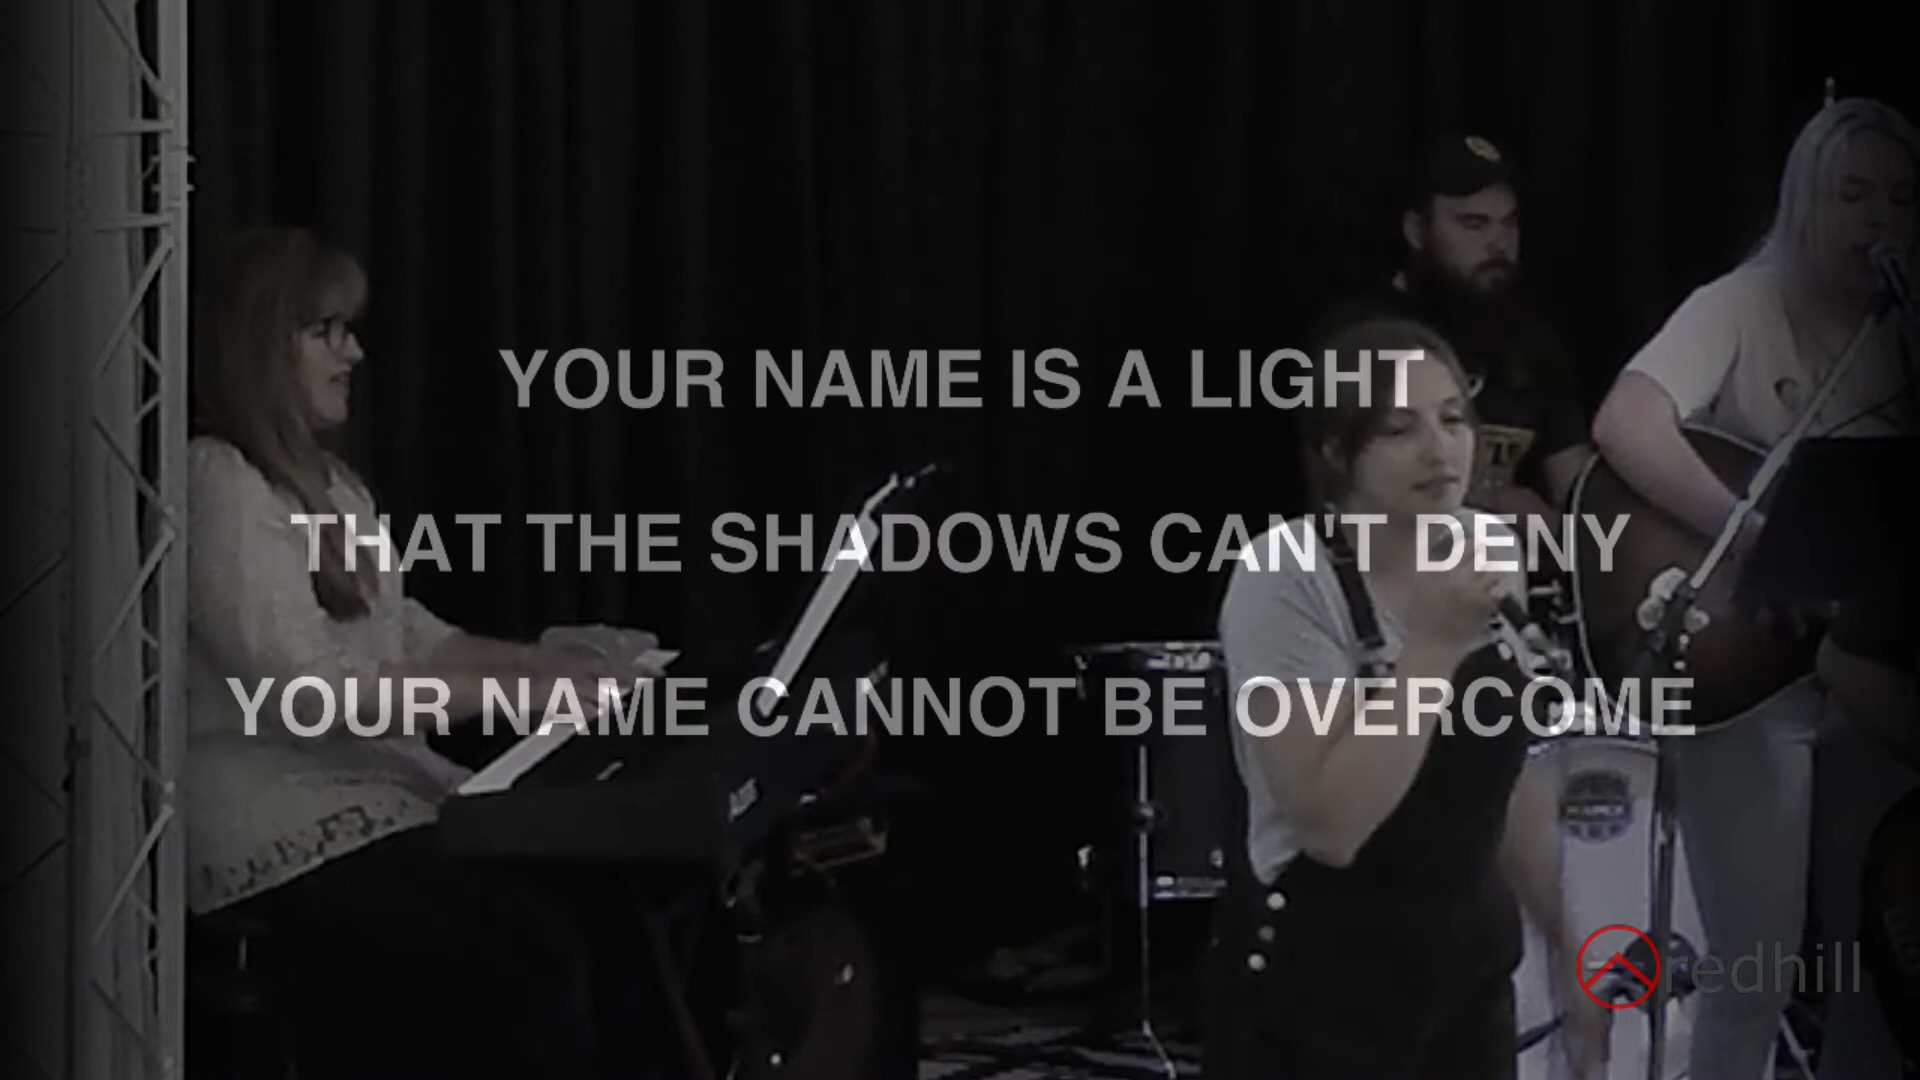 YOUR NAME IS A LIGHT
THAT THE SHADOWS CAN'T DENY
YOUR NAME CANNOT BE OVERCOME
redhill